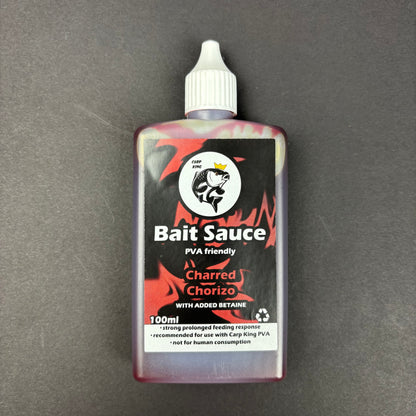 CARP
KING
Bait Sauce
PVA friendly
Charred
Chorizo
WITH ADDED BETAINE
100ml
• strong prolonged feeding response
• recommended for use with Carp King PVA
• not for human consumption